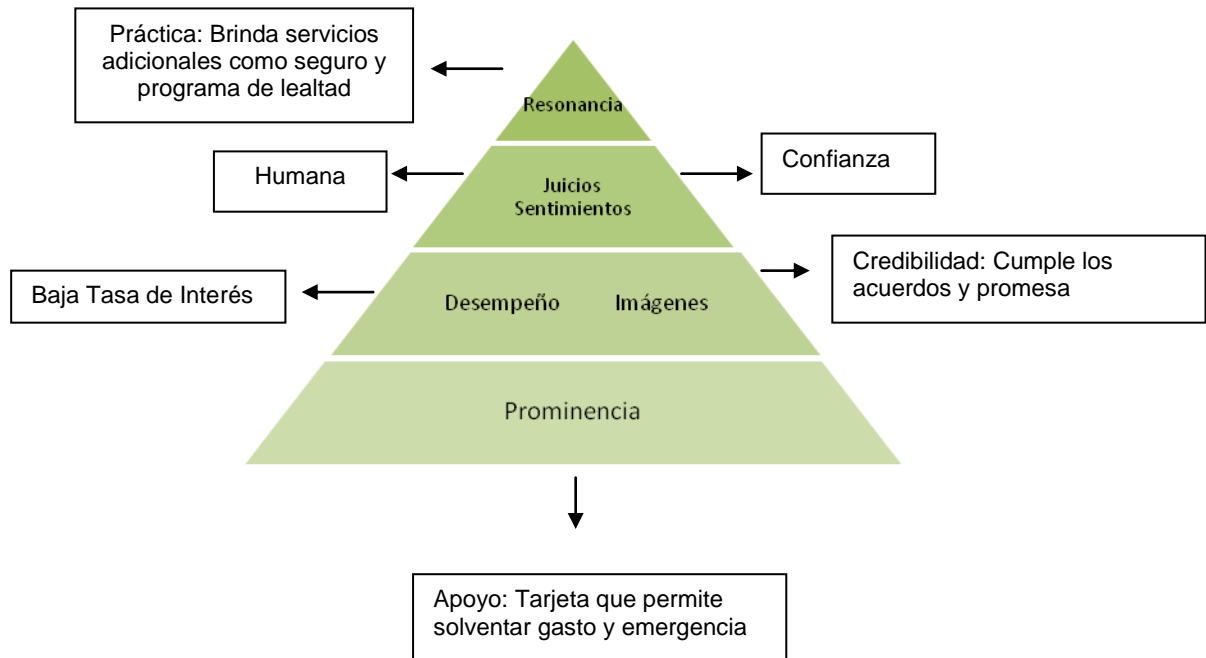 Práctica: Brinda servicios
adicionales como seguro y
programa de lealtad
Resonancia
Humana
Confianza
Juicios
Sentimientos
Baja Tasa de Interés
Credibilidad: Cumple los
acuerdos y promesa
Desempeño Imágenes
Prominencia
Apoyo: Tarjeta que permite
solventar gasto y emergencia